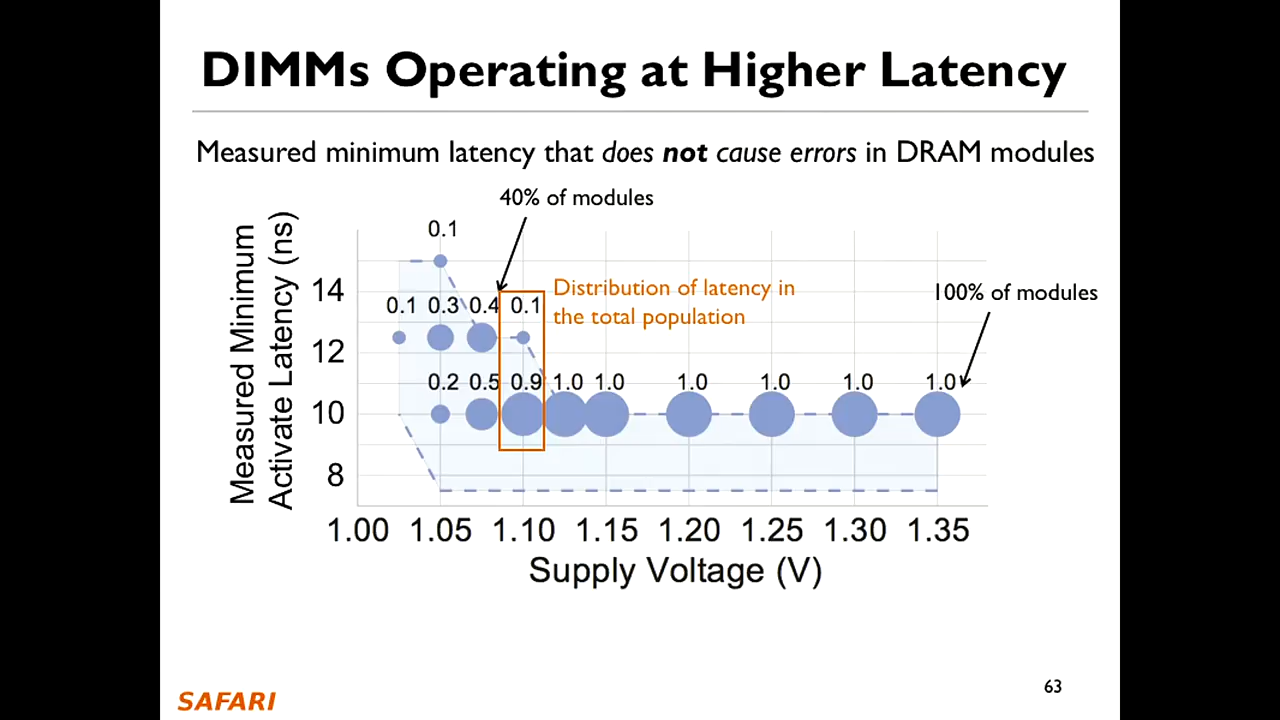 DIMMs Operating at Higher Latency
Measured minimum latency that does not cause errors in DRAM modules
40% of modules
Measured Minimum
Activate Latency (ns)
0.1
Distribution of latency in
the total population
100% of modules
14
0.1 0.3 0.4 0.1
12
0.2 0.5 0.9 1.0 1.0 1.0 1.0 1.0 1.0
10
8
1.00 1.05 1.10 1.15 1.20 1.25 1.30 1.35
Supply Voltage (V)
63
SAFARI